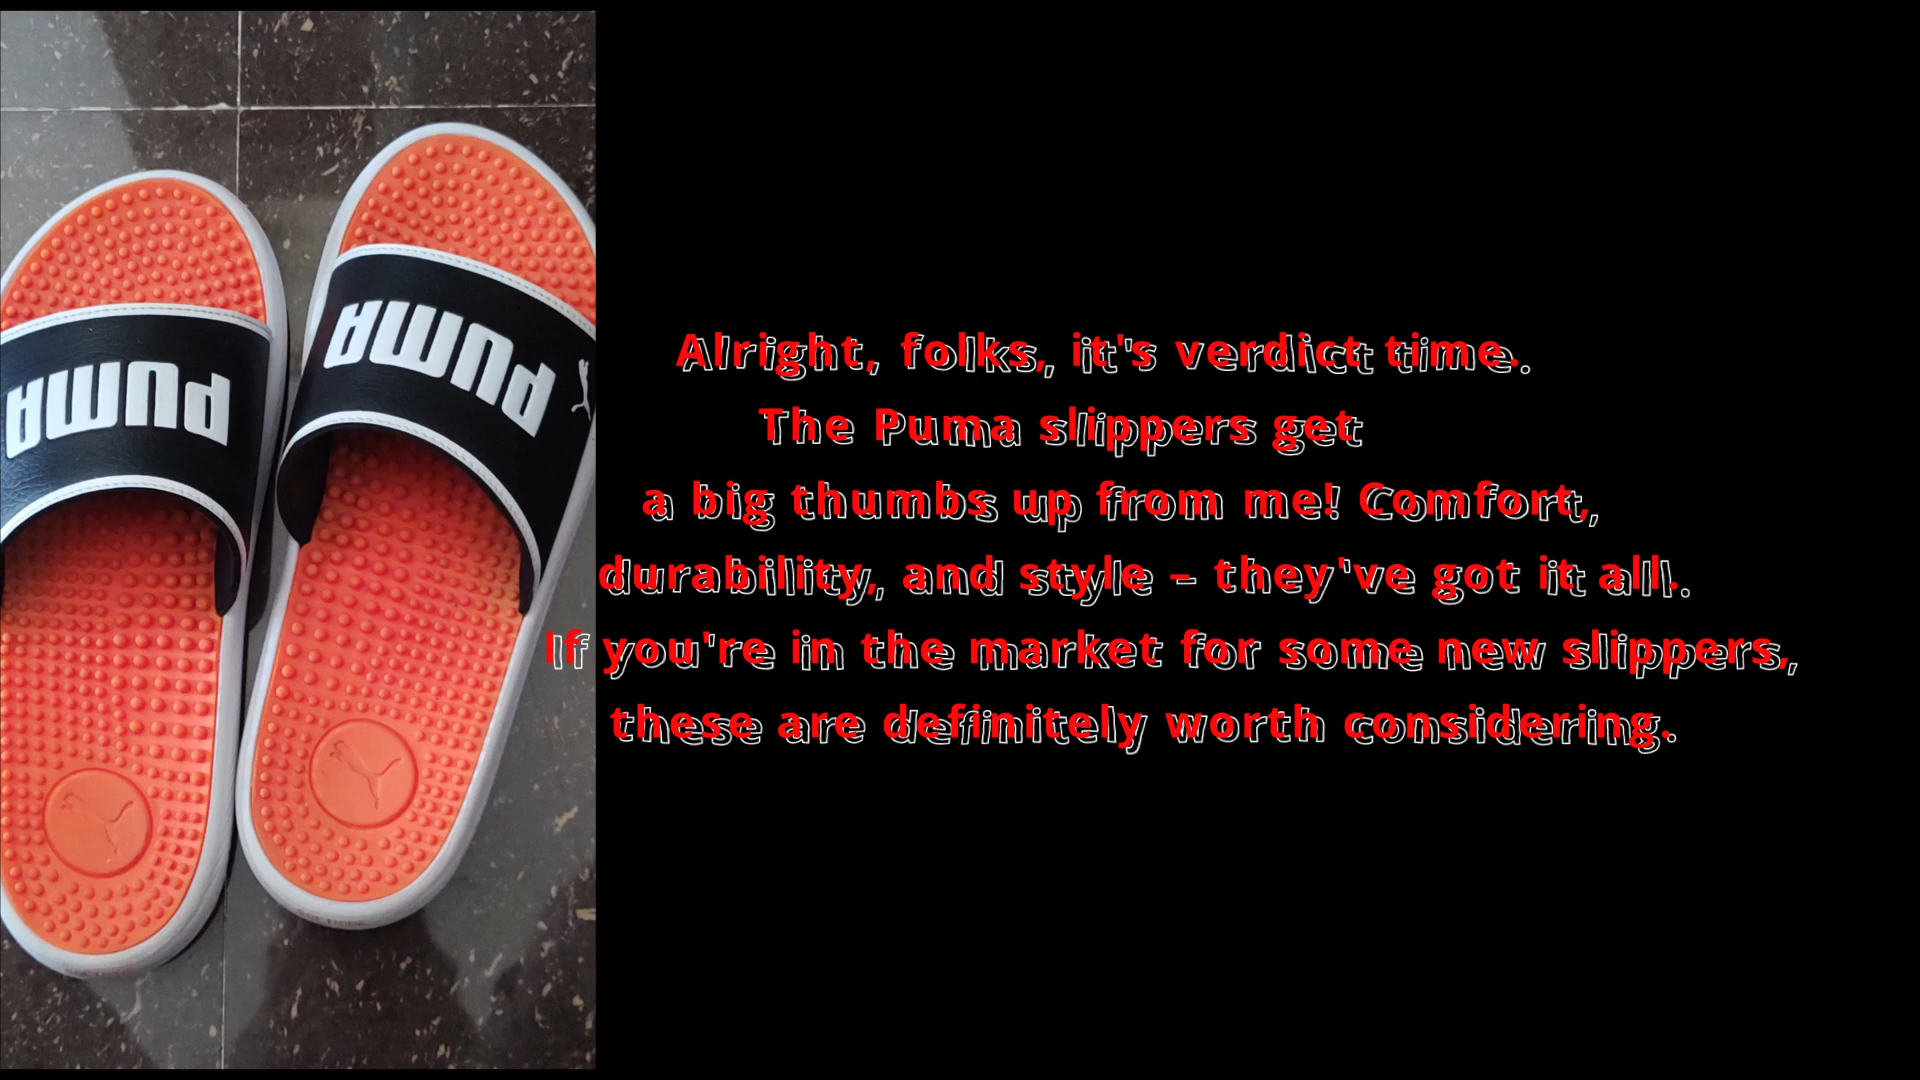 PUMA
PUMA
Alright, folks, it's verdict time.
The Puma slippers get
a big thumbs up from me! Comfort,
durability, and style – they've got it all.
If you're in the market for some new slippers,
these are definitely worth considering.